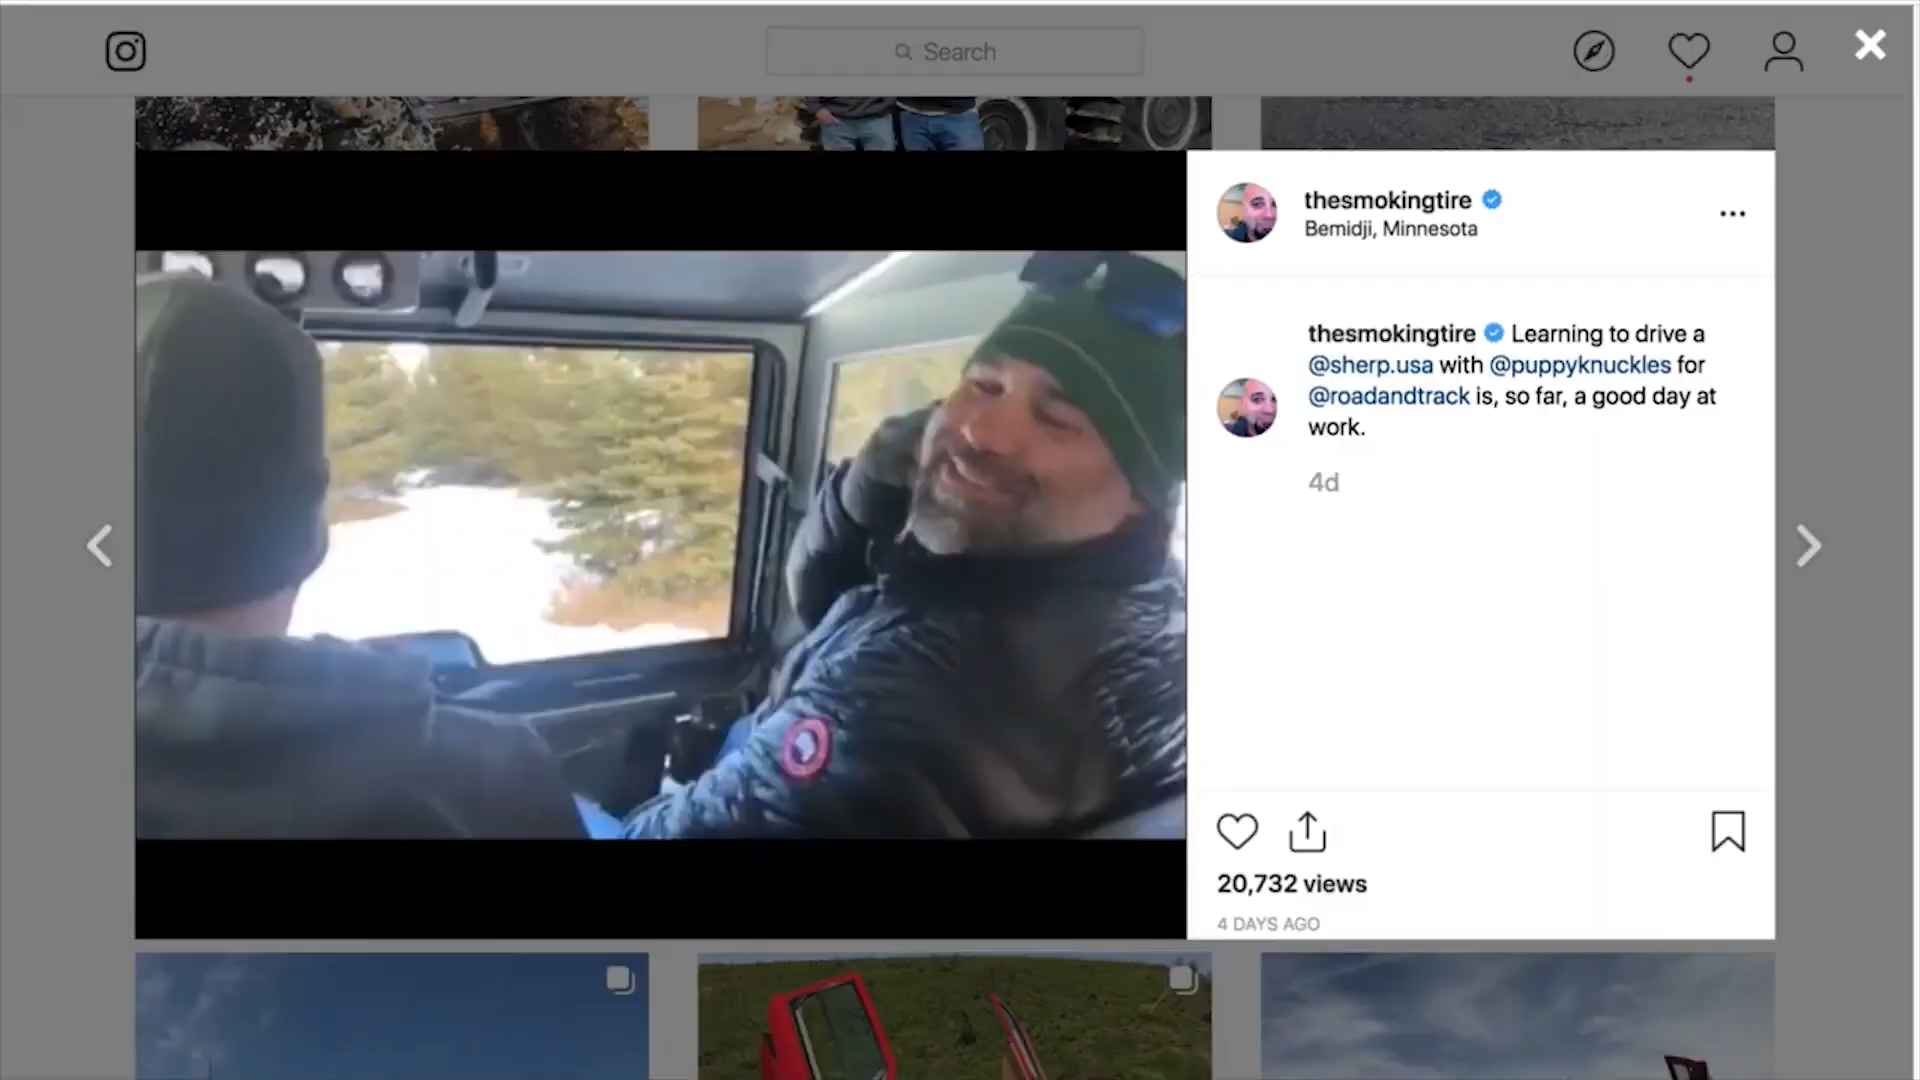 Search
thesmokingtire
Bemidji, Minnesota
thesmokingtire Learning to drive a
@sherp.usa with @puppyknuckles for
@roadandtrack is, so far, a good day at
work.
4d
20,732 views
4 DAYS AGO